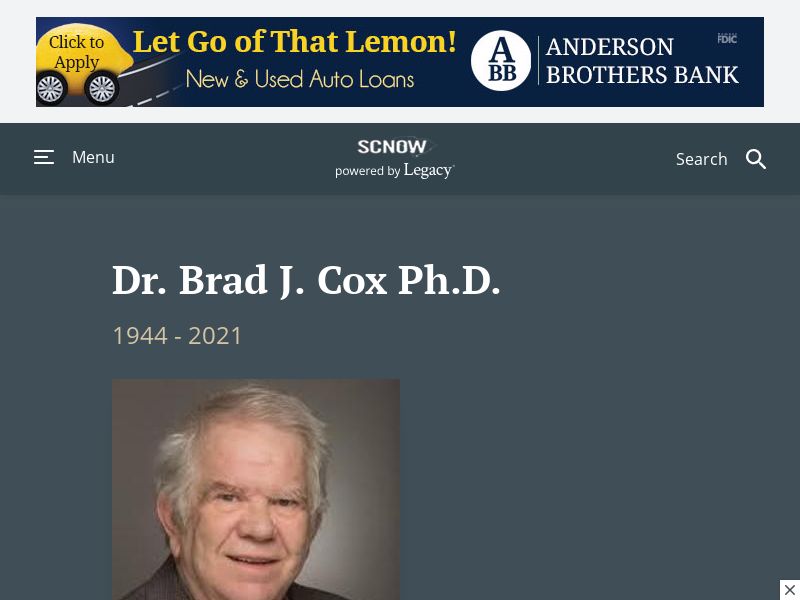 Click to
Apply
Let Go of That Lemon!
New & Used Auto Loans
ABB
ANDERSON
BROTHERS BANK
FDIC
Menu
SCNOW
powered by Legacy
Search
Dr. Brad J. Cox Ph.D.
1944 - 2021